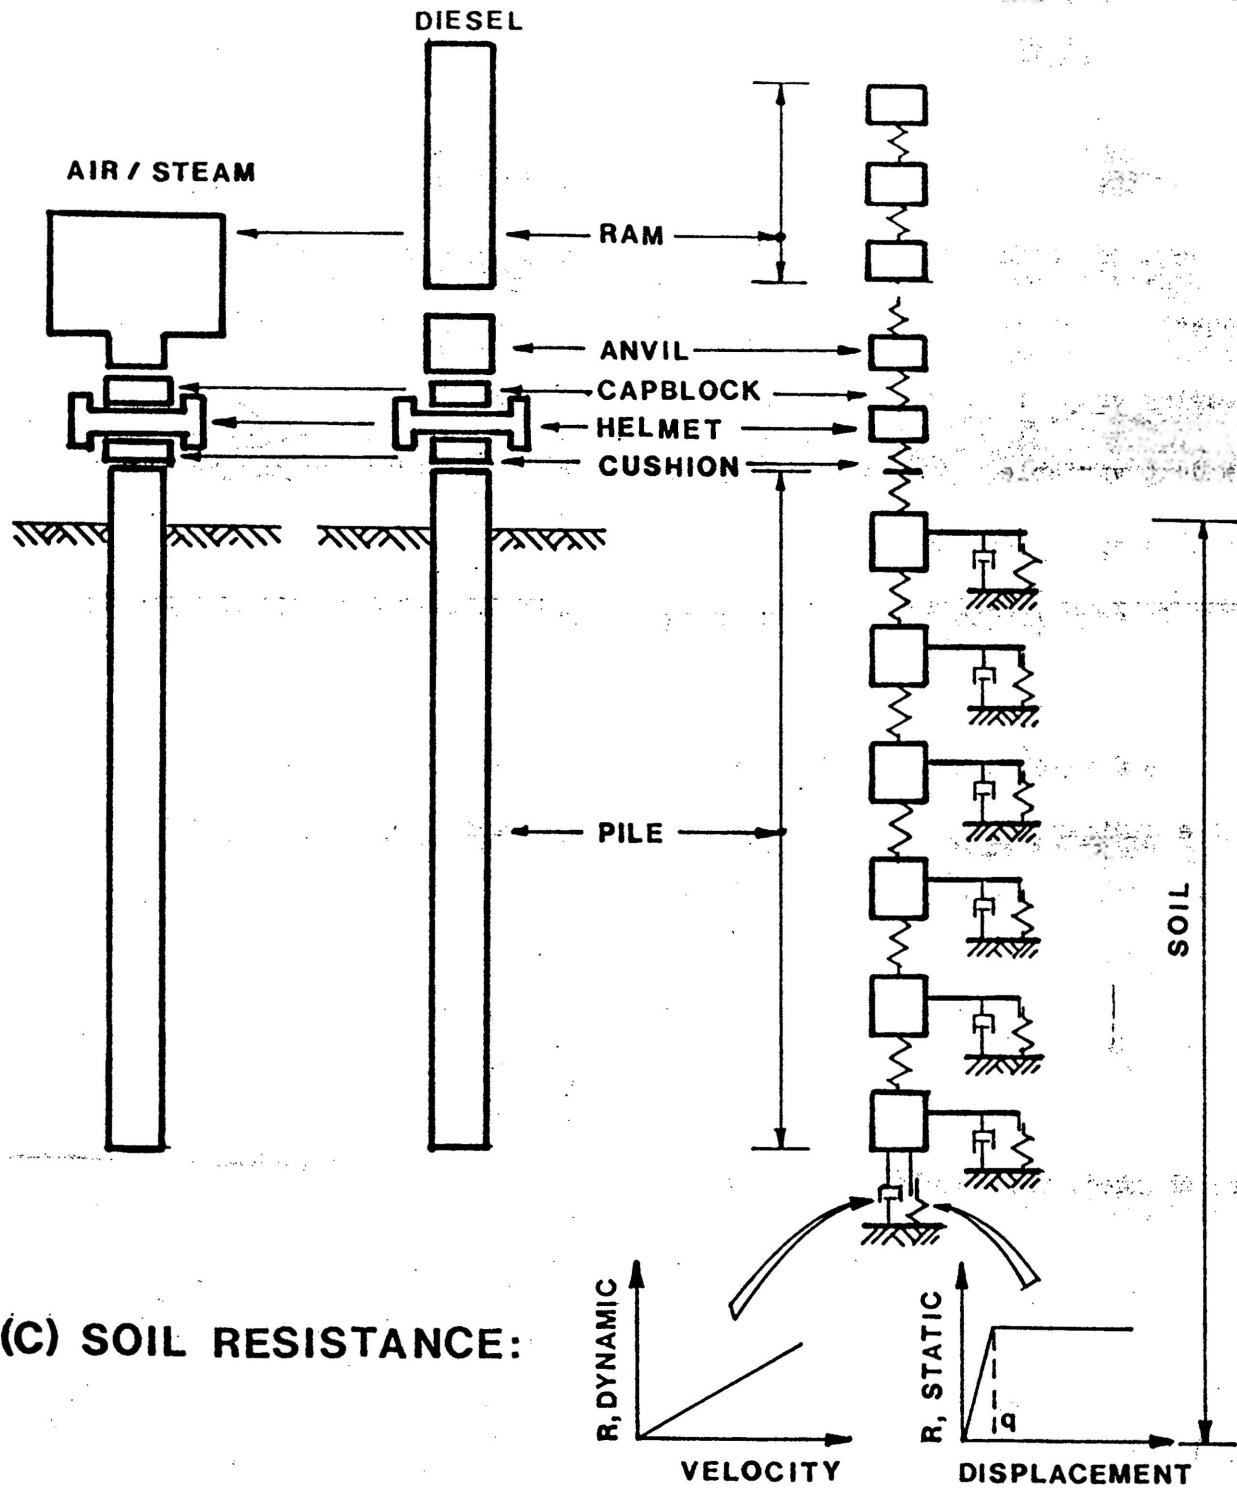 DIESEL
AIR / STEAM
RAM
ANVIL
CAPBLOCK
HELMET
CUSHION
PILE
SOIL
(C) SOIL RESISTANCE:
R, DYNAMIC
VELOCITY
R, STATIC
q
DISPLACEMENT